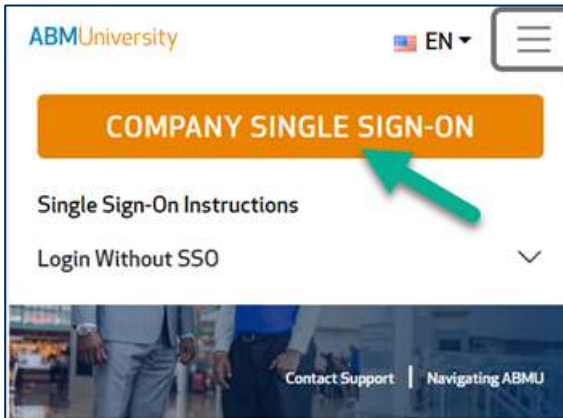 ABMUniversity EN
COMPANY SINGLE SIGN-ON
Single Sign-On Instructions
Login Without SSO
Contact Support | Navigating ABMU